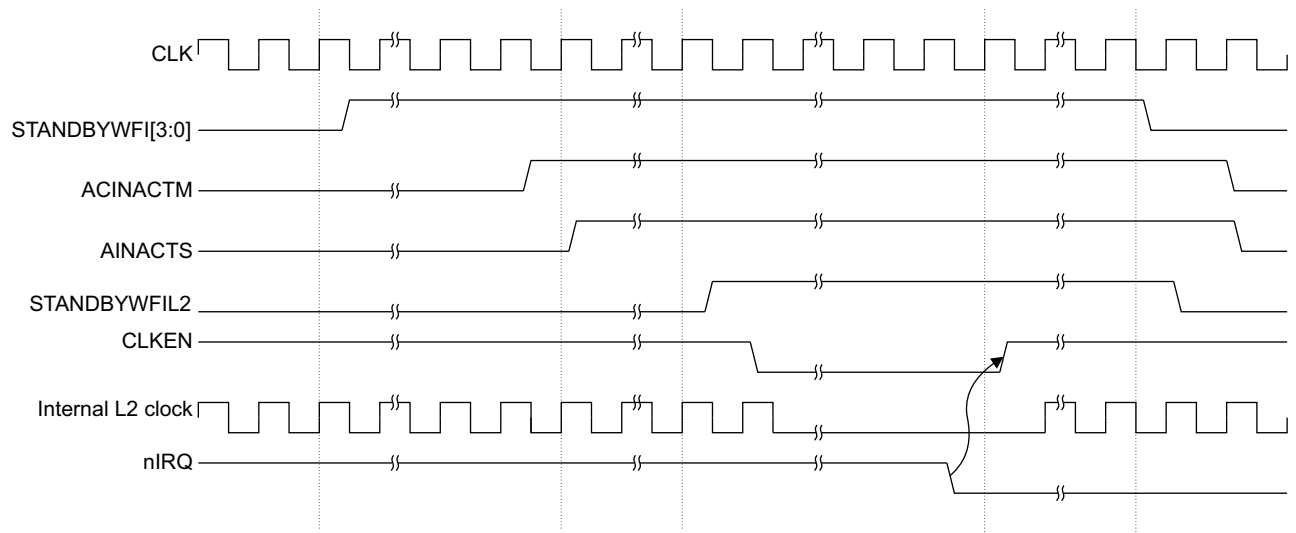 CLK
STANDBYWFI[3:0]
ACINACTM
AINACTS
STANDBYWFIL2
CLKEN
Internal L2 clock
nIRQ